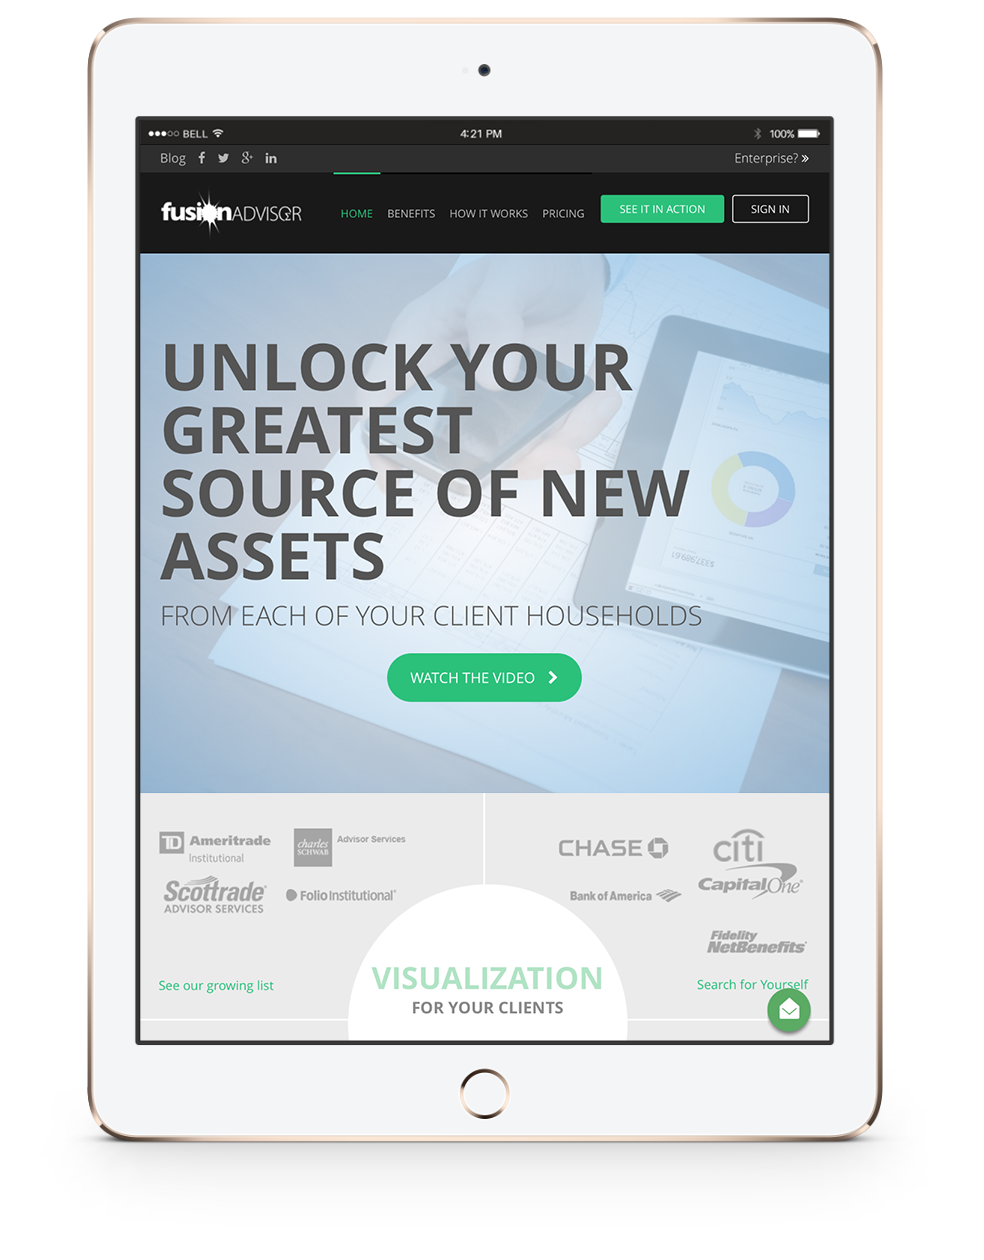 BELL
4:21 PM
100%
Blog
Enterprise?
fusion ADVISOR
HOME
BENEFITS
HOW IT WORKS
PRICING
SEE IT IN ACTION
SIGN IN
UNLOCK YOUR
GREATEST
SOURCE OF NEW
ASSETS
FROM EACH OF YOUR CLIENT HOUSEHOLDS
WATCH THE VIDEO
TD Ameritrade
Institutional
charles
SCHWAB
Advisor Services
Scottrade®
ADVISOR SERVICES
Folio Institutional®
See our growing list
CHASE
citi
Bank of America
Capital One®
Fidelity
NetBenefits®
Search for Yourself
VISUALIZATION
FOR YOUR CLIENTS